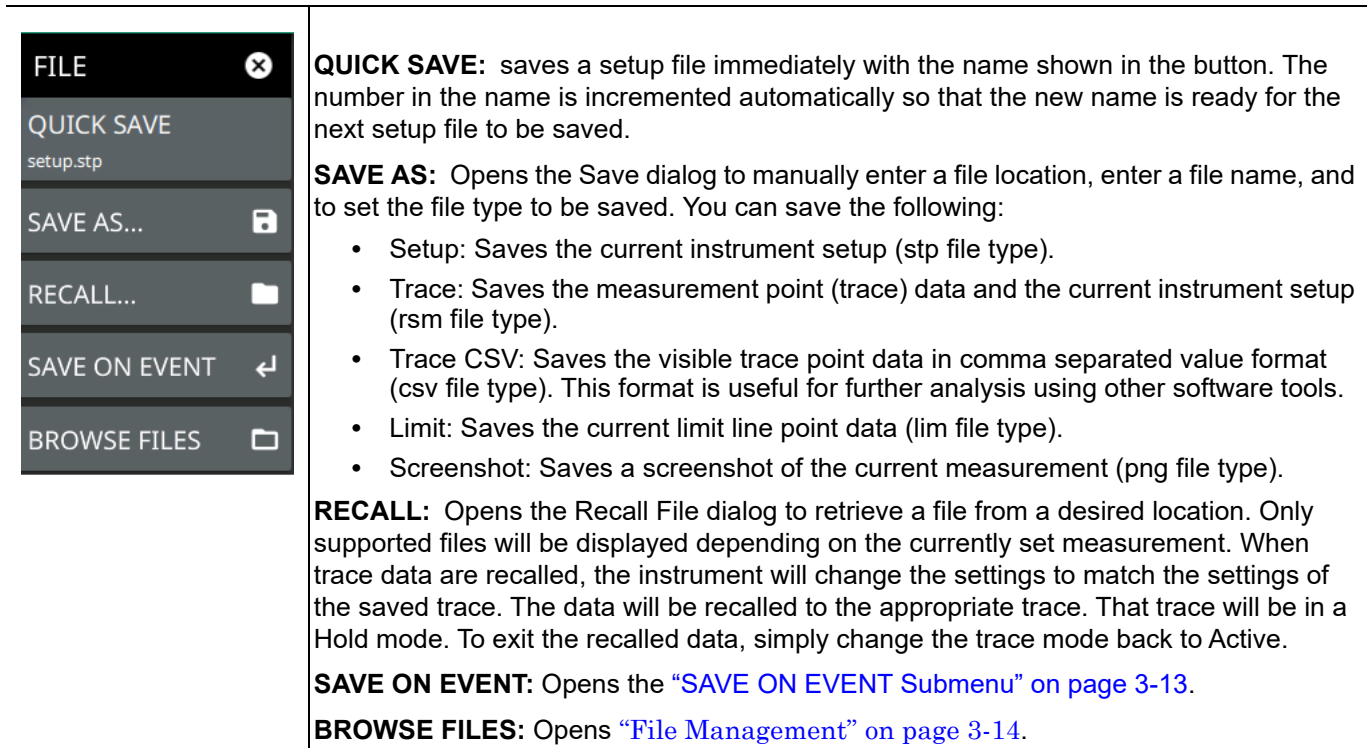 FILE
QUICK SAVE
setup.stp
SAVE AS...
RECALL...
SAVE ON EVENT
BROWSE FILES
QUICK SAVE: saves a setup file immediately with the name shown in the button. The
number in the name is incremented automatically so that the new name is ready for the
next setup file to be saved.
SAVE AS: Opens the Save dialog to manually enter a file location, enter a file name, and
to set the file type to be saved. You can save the following:
• Setup: Saves the current instrument setup (stp file type).
• Trace: Saves the measurement point (trace) data and the current instrument setup
(rsm file type).
• Trace CSV: Saves the visible trace point data in comma separated value format
(csv file type). This format is useful for further analysis using other software tools.
• Limit: Saves the current limit line point data (lim file type).
• Screenshot: Saves a screenshot of the current measurement (png file type).
RECALL: Opens the Recall File dialog to retrieve a file from a desired location. Only
supported files will be displayed depending on the currently set measurement. When
trace data are recalled, the instrument will change the settings to match the settings of
the saved trace. The data will be recalled to the appropriate trace. That trace will be in a
Hold mode. To exit the recalled data, simply change the trace mode back to Active.
SAVE ON EVENT: Opens the “SAVE ON EVENT Submenu” on page 3-13.
BROWSE FILES: Opens “File Management” on page 3-14.